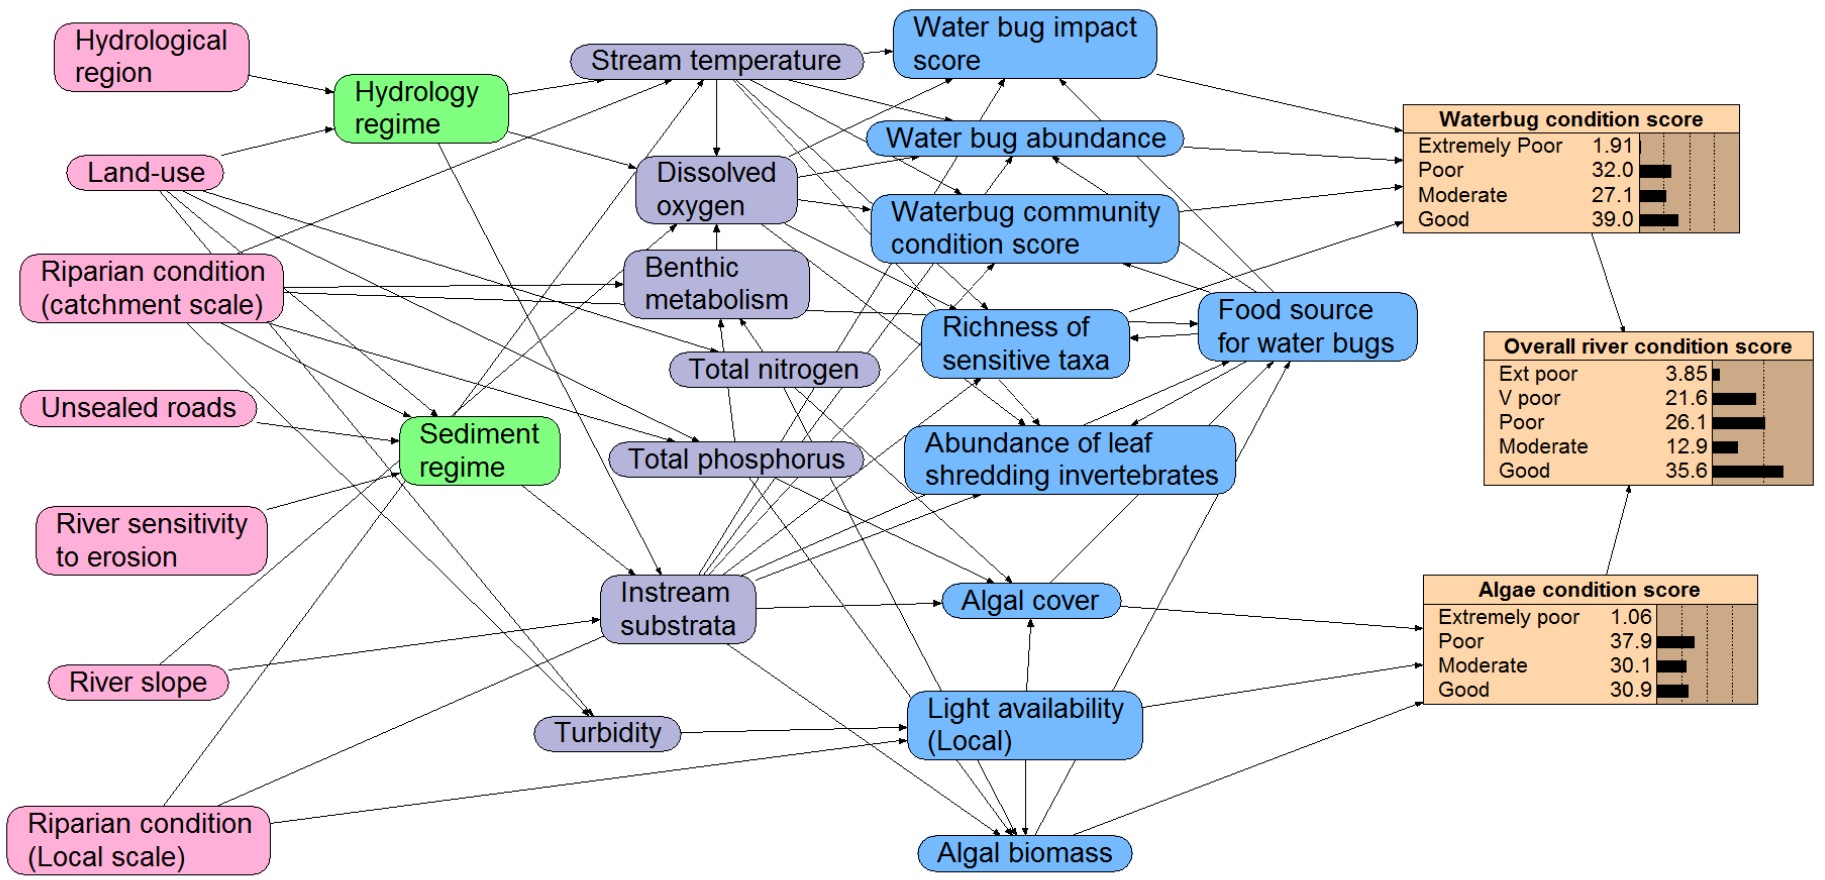 Hydrological
region
Land-use
Riparian condition
(catchment scale)
Unsealed roads
River sensitivity
to erosion
River slope
Riparian condition
(Local scale)
Hydrology
regime
Sediment
regime
Stream temperature
Dissolved
oxygen
Benthic
metabolism
Total nitrogen
Total phosphorus
Instream
substrata
Turbidity
Water bug impact
score
Water bug abundance
Waterbug community
condition score
Richness of
sensitive taxa
Food source
for water bugs
Abundance of leaf
shredding invertebrates
Algal cover
Light availability
(Local)
Algal biomass
Waterbug condition score
Extremely Poor 1.91
Poor 32.0
Moderate 27.1
Good 39.0
Overall river condition score
Ext poor 3.85
V poor 21.6
Poor 26.1
Moderate 12.9
Good 35.6
Algae condition score
Extremely poor 1.06
Poor 37.9
Moderate 30.1
Good 30.9